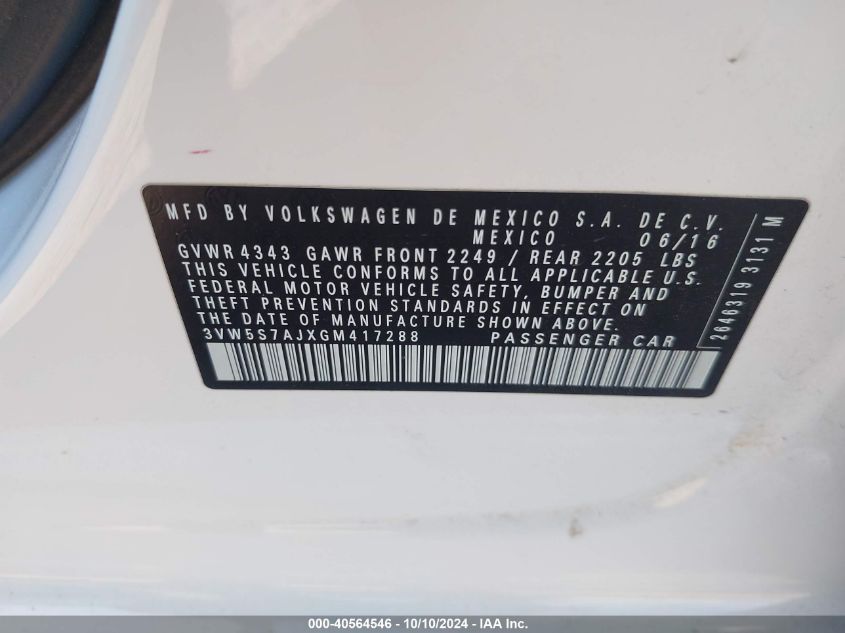 MFD BY VOLKSWAGEN DE MEXICO S.A. DE C.V.
MEXICO 06/16
GVWR 4343 GAWR FRONT 2249 / REAR 2205 LBS
THIS VEHICLE CONFORMS TO ALL APPLICABLE U.S.
FEDERAL MOTOR VEHICLE SAFETY, BUMPER AND
THEFT PREVENTION STANDARDS IN EFFECT ON
THE DATE OF MANUFACTURE SHOWN ABOVE.
3VW5S7AJXGM417288 PASSENGER CAR
2646319 3131 M
000-40564546 - 10/10/2024 - IAA Inc.